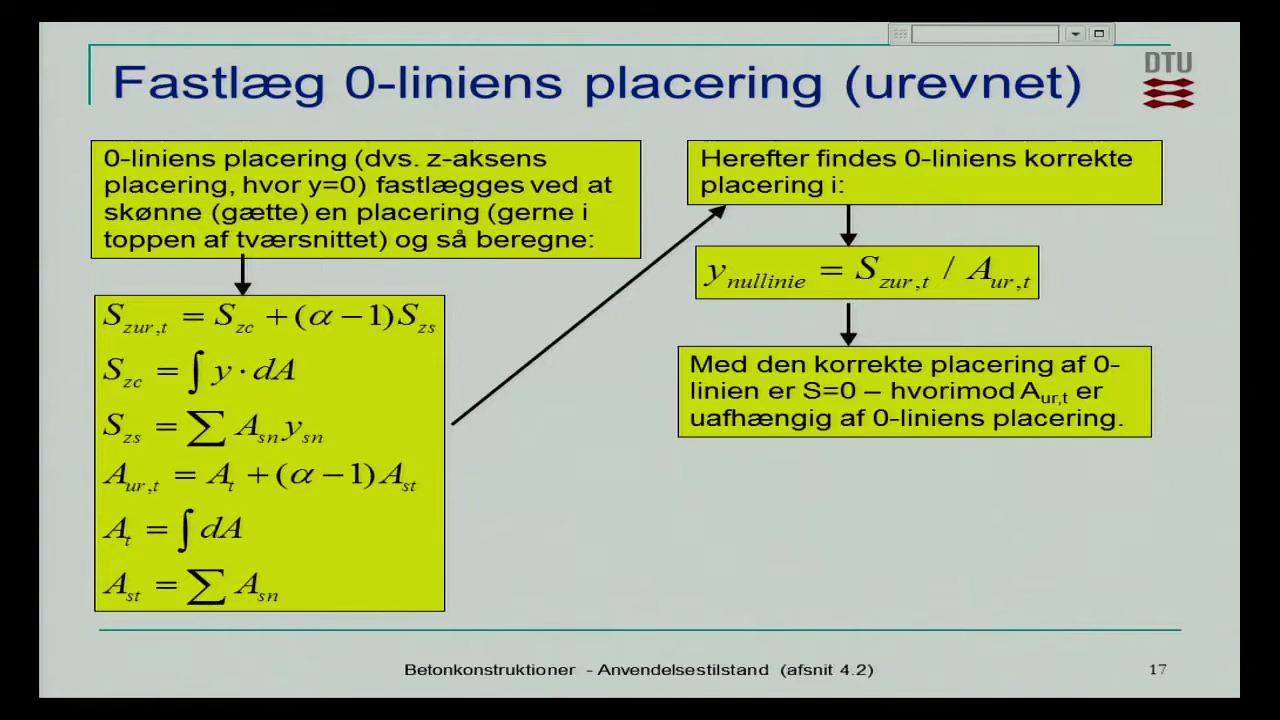 Fastlæg 0-liniens placering (urevnet)
DTU
0-liniens placering (dvs. z-aksens
placering, hvor y=0) fastlægges ved at
skønne (gætte) en placering (gerne i
toppen af tværsnittet) og så beregne:
S_{zur,t} = S_{zc} + (α − 1) S_{zs}
S_{zc} = ∫ y · dA
S_{zs} = ∑ A_{sn} y_{sn}
A_{ur,t} = A_t + (α − 1) A_{st}
A_t = ∫ dA
A_{st} = ∑ A_{sn}
Herefter findes 0-liniens korrekte
placering i:
y_{nullinie} = S_{zur,t} / A_{ur,t}
Med den korrekte placering af 0-
linien er S=0 – hvorimod A_{ur,t} er
uafhængig af 0-liniens placering.
Betonkonstruktioner - Anvendelsestilstand (afsnit 4.2)
17